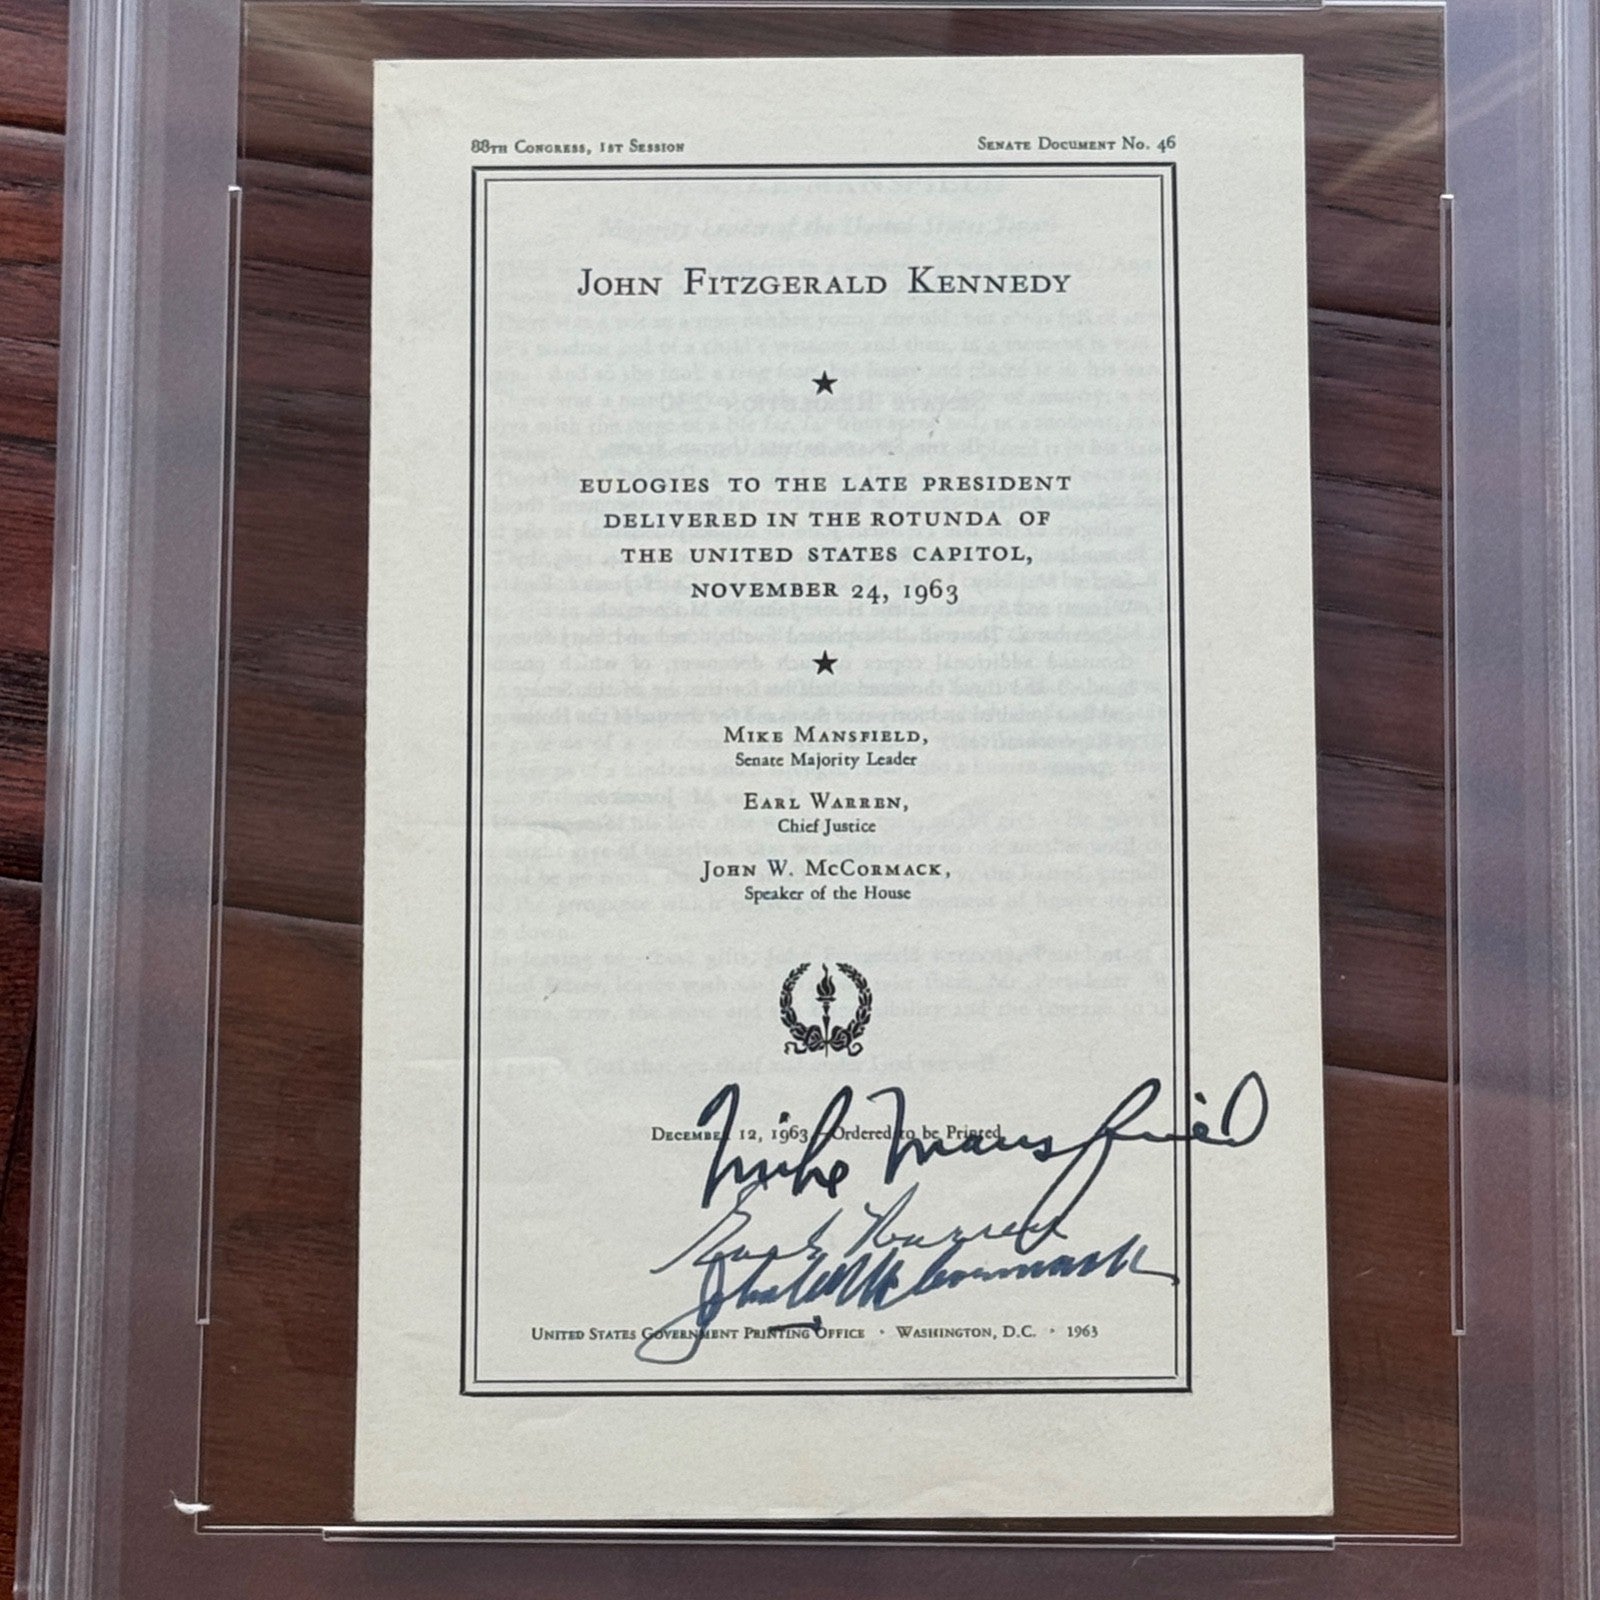 88TH CONGRESS, 1ST SESSION SENATE DOCUMENT NO. 46
JOHN FITZGERALD KENNEDY
★
EULOGIES TO THE LATE PRESIDENT
DELIVERED IN THE ROTUNDA OF
THE UNITED STATES CAPITOL,
NOVEMBER 24, 1963
★
MIKE MANSFIELD,
Senate Majority Leader
EARL WARREN,
Chief Justice
JOHN W. MCCORMACK,
Speaker of the House
DECEMBER 12, 1963.—Ordered to be Printed
Mike Mansfield
Earl Warren
John W McCormack
UNITED STATES GOVERNMENT PRINTING OFFICE • WASHINGTON, D.C. • 1963